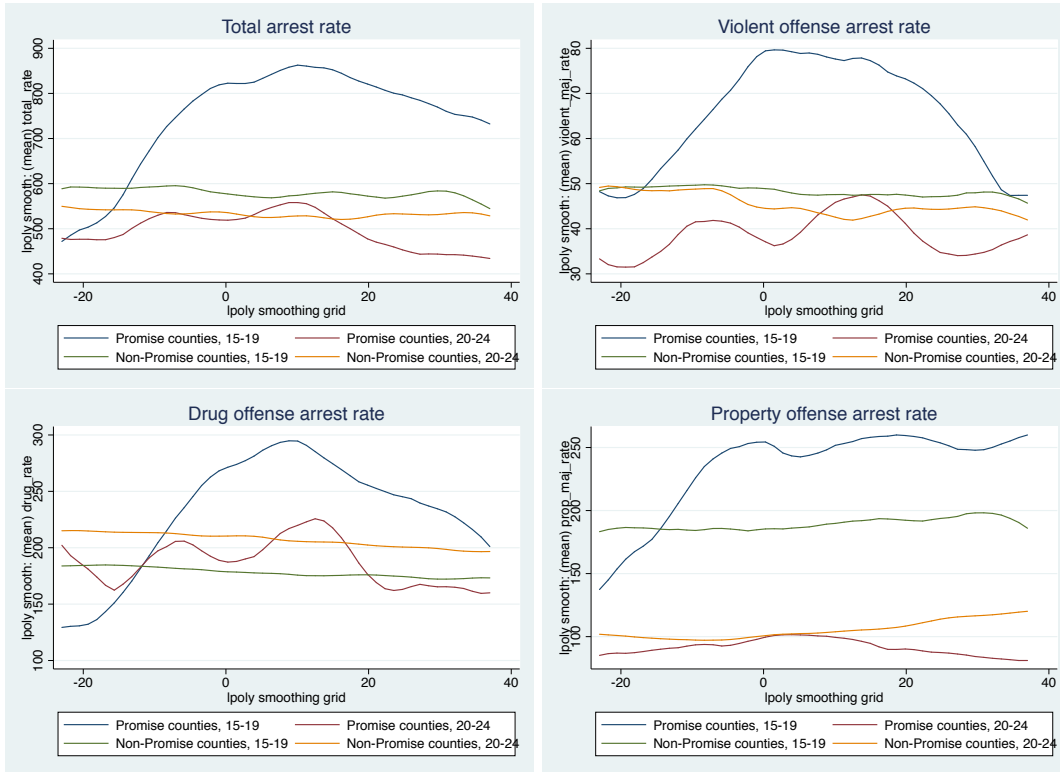 Total arrest rate
lpoly smooth: (mean) total_rate
900
800
700
600
500
400
-20 0 20 40
lpoly smoothing grid
Promise counties, 15-19 Promise counties, 20-24
Non-Promise counties, 15-19 Non-Promise counties, 20-24
Violent offense arrest rate
lpoly smooth: (mean) violent_maj_rate
80
70
60
50
40
30
-20 0 20 40
lpoly smoothing grid
Promise counties, 15-19 Promise counties, 20-24
Non-Promise counties, 15-19 Non-Promise counties, 20-24
Drug offense arrest rate
lpoly smooth: (mean) drug_rate
300
250
200
150
100
-20 0 20 40
lpoly smoothing grid
Promise counties, 15-19 Promise counties, 20-24
Non-Promise counties, 15-19 Non-Promise counties, 20-24
Property offense arrest rate
lpoly smooth: (mean) prop_maj_rate
250
200
150
100
-20 0 20 40
lpoly smoothing grid
Promise counties, 15-19 Promise counties, 20-24
Non-Promise counties, 15-19 Non-Promise counties, 20-24